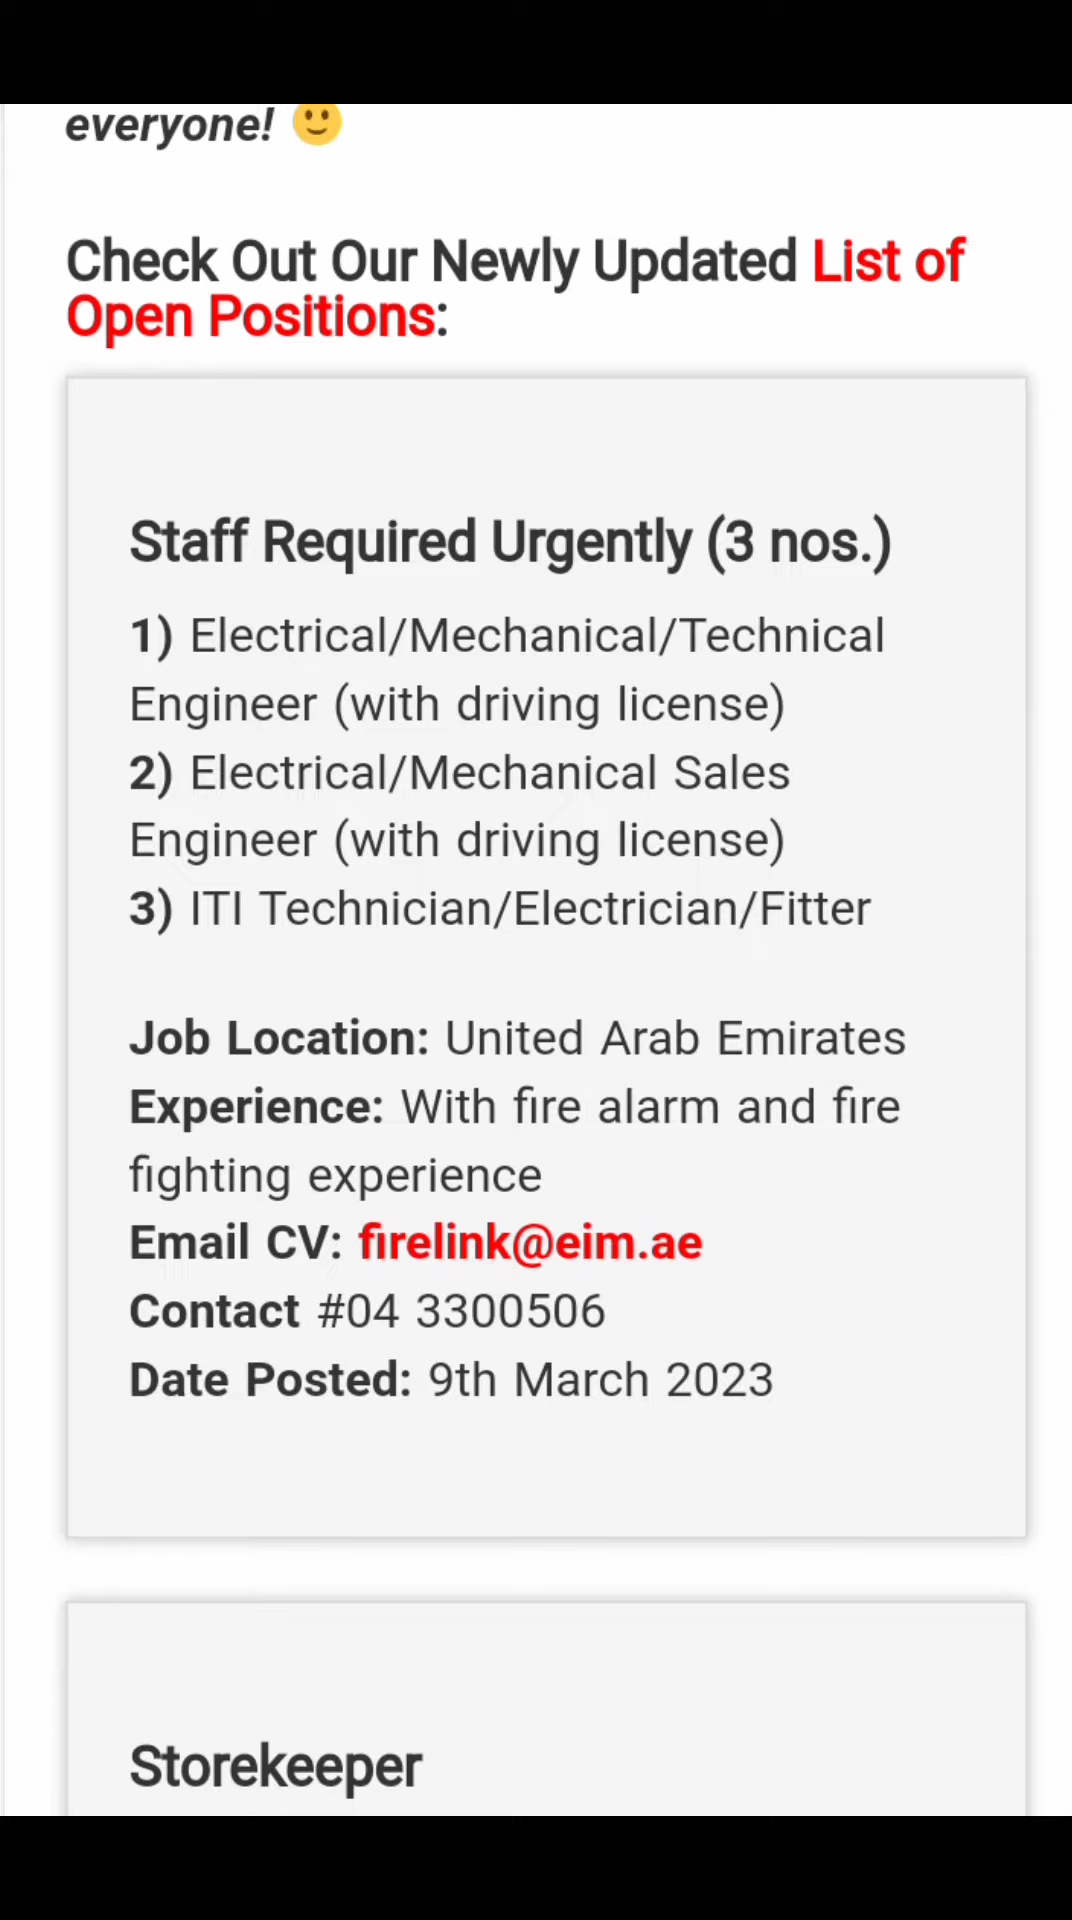 everyone! 🙂
Check Out Our Newly Updated List of
Open Positions:
Staff Required Urgently (3 nos.)
1) Electrical/Mechanical/Technical
Engineer (with driving license)
2) Electrical/Mechanical Sales
Engineer (with driving license)
3) ITI Technician/Electrician/Fitter
Job Location: United Arab Emirates
Experience: With fire alarm and fire
fighting experience
Email CV: firelink@eim.ae
Contact #04 3300506
Date Posted: 9th March 2023
Storekeeper